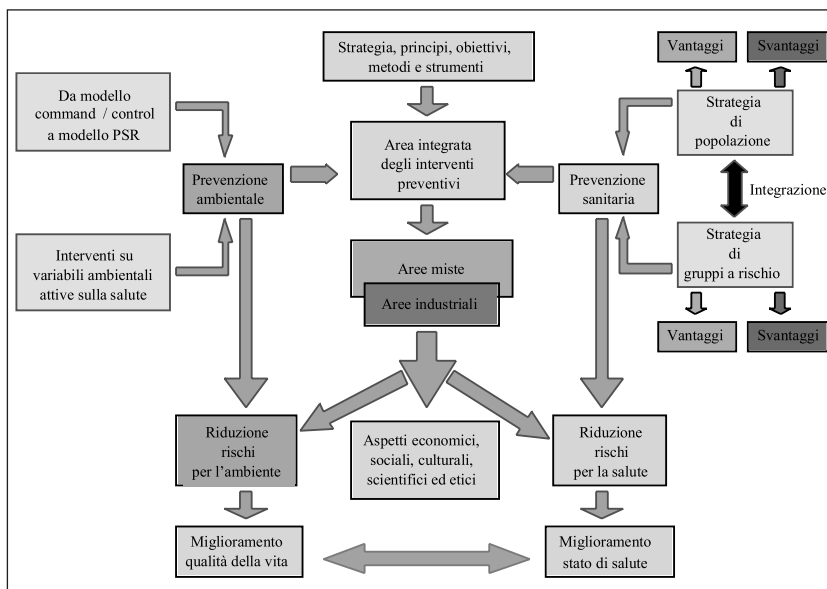 Strategia, principi, obiettivi,
metodi e strumenti
Vantaggi
Svantaggi
Da modello
command / control
a modello PSR
Strategia
di
popolazione
Area integrata
degli interventi
preventivi
Prevenzione
ambientale
Prevenzione
sanitaria
Integrazione
Interventi su
variabili ambientali
attive sulla salute
Strategia
di
gruppi a rischio
Aree miste
Aree industriali
Vantaggi
Svantaggi
Riduzione
rischi
per l’ambiente
Aspetti economici,
sociali, culturali,
scientifici ed etici
Riduzione
rischi
per la salute
Miglioramento
qualità della vita
Miglioramento
stato di salute